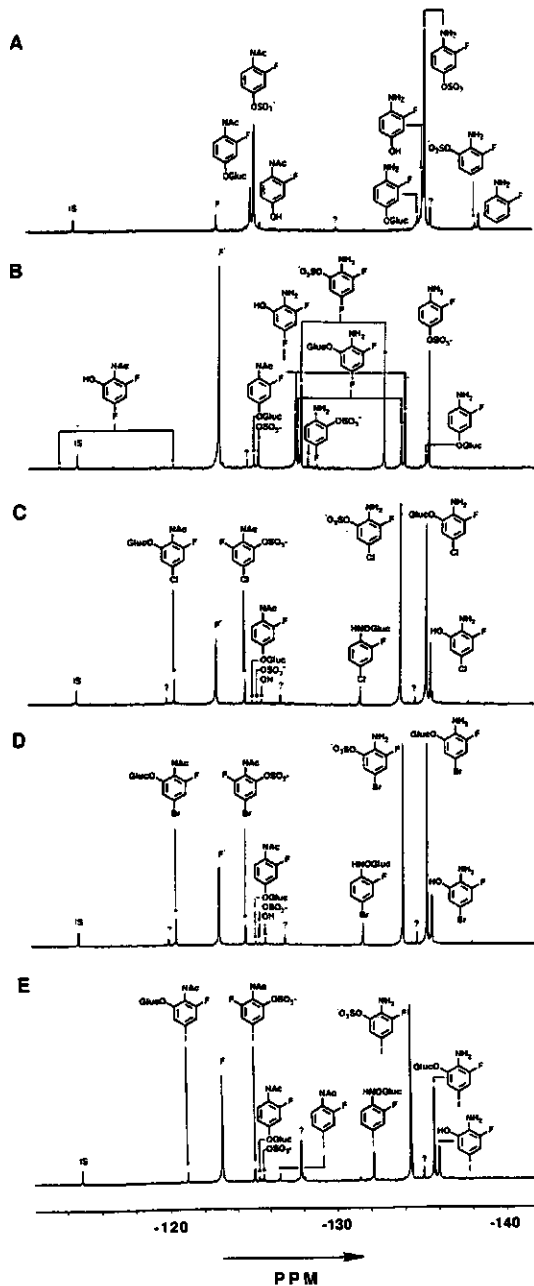 A
NAc
F
OSO₃⁻
NAc
F
OGluc
NAc
F
OH
NH₂
F
OSO₃⁻
NH₂
F
OH
NH₂
F
OGluc
⁻O₃SO
NH₂
F
NH₂
F
IS
F⁻
?
?
B
F⁻
HO
NAc
F
F
IS
?
NAc
F
OGluc
OSO₃⁻
HO
NH₂
F
F
⁻O₃SO
NH₂
F
F
GlucO
NH₂
F
F
NH₂
OSO₃⁻
F
NH₂
F
OSO₃⁻
NH₂
F
OGluc
C
GlucO
NAc
F
Cl
NAc
F
OSO₃⁻
Cl
NAc
F
OGluc
OSO₃⁻
OH
HNOGluc
F
Cl
⁻O₃SO
NH₂
F
Cl
GlucO
NH₂
F
Cl
HO
NH₂
F
Cl
IS
?
F⁻
?
?
D
GlucO
NAc
F
Br
NAc
F
OSO₃⁻
Br
NAc
F
OGluc
OSO₃⁻
OH
HNOGluc
F
Br
⁻O₃SO
NH₂
F
Br
GlucO
NH₂
F
Br
HO
NH₂
F
Br
IS
?
F⁻
?
?
E
GlucO
NAc
F
I
NAc
F
OSO₃⁻
I
NAc
F
OGluc
OSO₃⁻
NAc
F
I
HNOGluc
F
I
⁻O₃SO
NH₂
F
I
GlucO
NH₂
F
I
HO
NH₂
F
I
IS
F⁻
?
?
-120
-130
-140
PPM